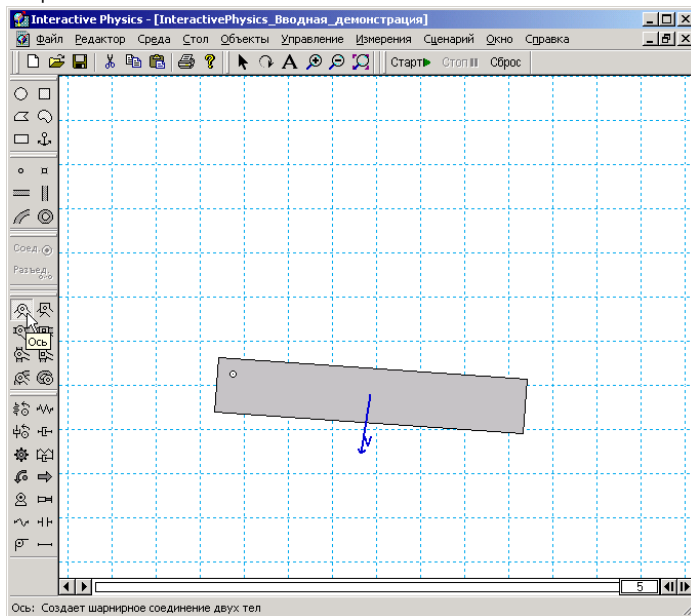 Interactive Physics - [InteractivePhysics_Вводная_демонстрация]
Файл Редактор Среда Стол Объекты Управление Измерения Сценарий Окно Справка
A ? Старт Стоп Сброс
Соед.
Разъед.
Ось
V
5
Ось: Создает шарнирное соединение двух тел